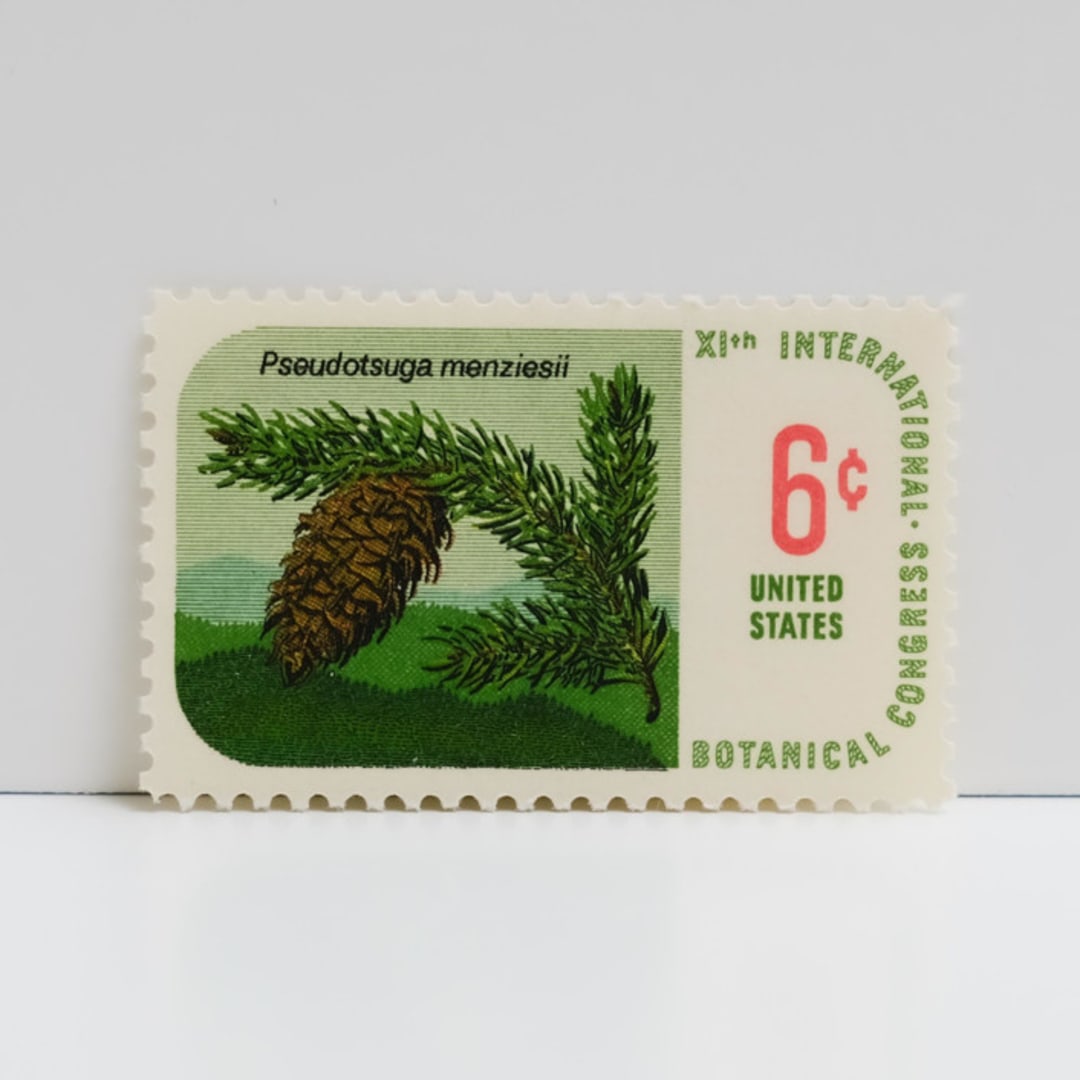 Pseudotsuga menziesii
XIth INTERNATIONAL · CONGRESS
BOTANICAL
6¢
UNITED
STATES